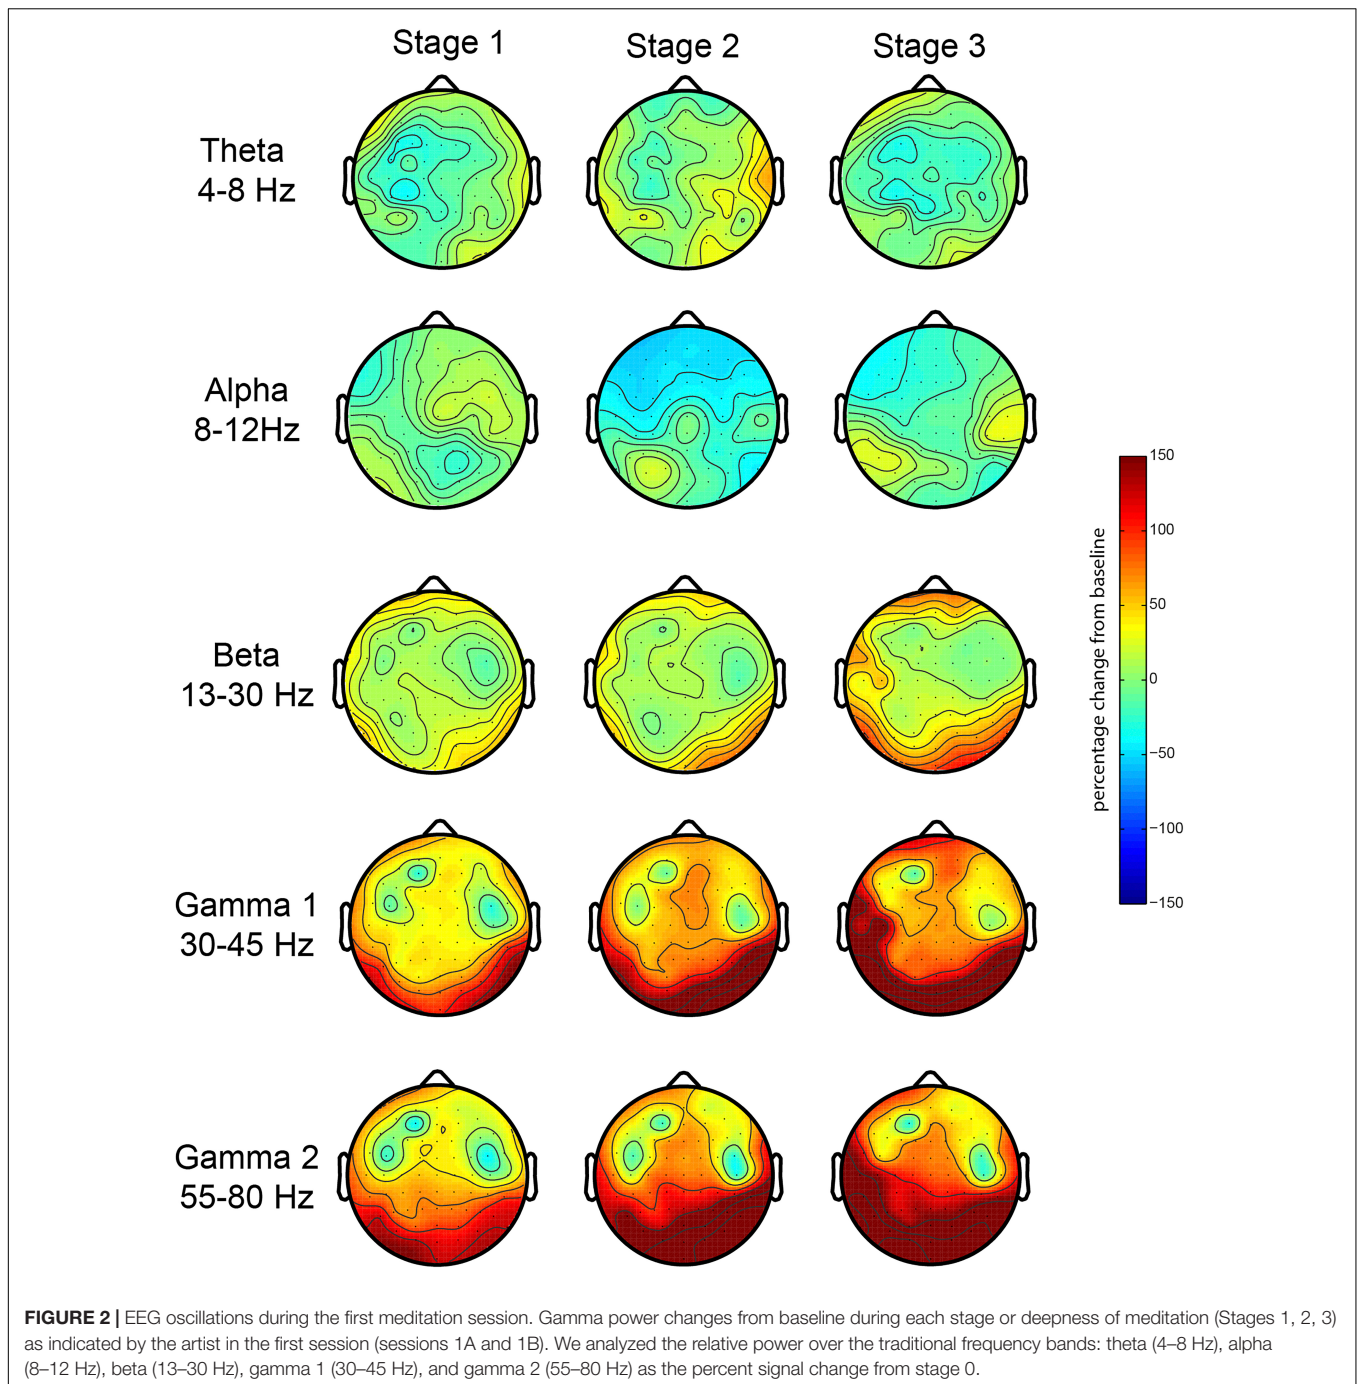 Stage 1
Stage 2
Stage 3
Theta
4-8 Hz
Alpha
8-12Hz
Beta
13-30 Hz
Gamma 1
30-45 Hz
Gamma 2
55-80 Hz
percentage change from baseline
150
100
50
0
−50
−100
−150
FIGURE 2 | EEG oscillations during the first meditation session. Gamma power changes from baseline during each stage or deepness of meditation (Stages 1, 2, 3)
as indicated by the artist in the first session (sessions 1A and 1B). We analyzed the relative power over the traditional frequency bands: theta (4–8 Hz), alpha
(8–12 Hz), beta (13–30 Hz), gamma 1 (30–45 Hz), and gamma 2 (55–80 Hz) as the percent signal change from stage 0.